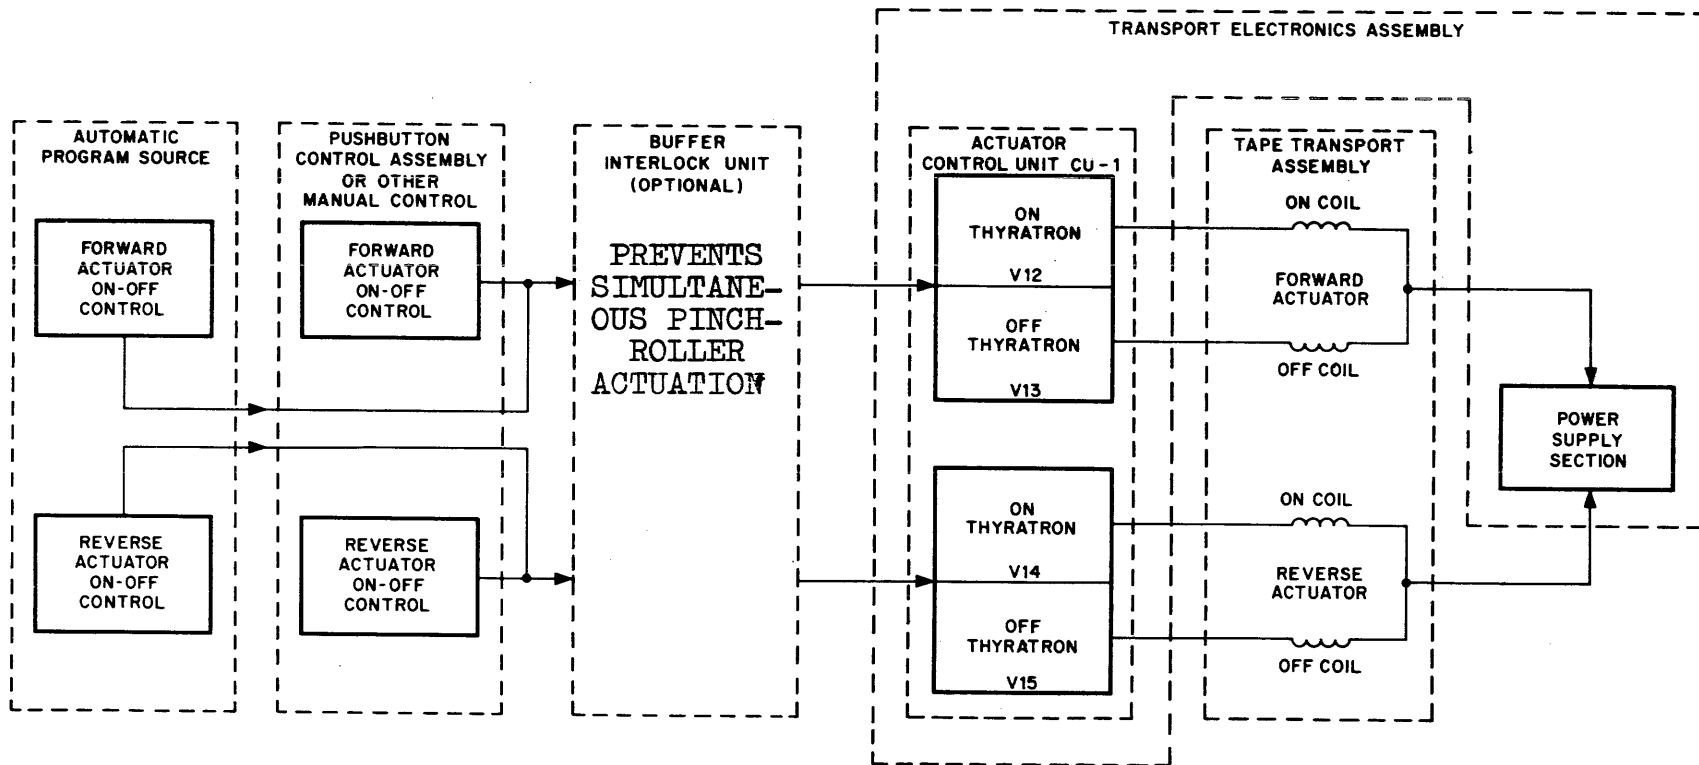 TRANSPORT ELECTRONICS ASSEMBLY
AUTOMATIC
PROGRAM SOURCE
FORWARD
ACTUATOR
ON-OFF
CONTROL
REVERSE
ACTUATOR
ON-OFF
CONTROL
PUSHBUTTON
CONTROL ASSEMBLY
OR OTHER
MANUAL CONTROL
FORWARD
ACTUATOR
ON-OFF
CONTROL
REVERSE
ACTUATOR
ON-OFF
CONTROL
BUFFER
INTERLOCK UNIT
(OPTIONAL)
PREVENTS
SIMULTANE-
OUS PINCH-
ROLLER
ACTUATION
ACTUATOR
CONTROL UNIT CU-1
ON
THYRATRON
V12
OFF
THYRATRON
V13
ON
THYRATRON
V14
OFF
THYRATRON
V15
TAPE TRANSPORT
ASSEMBLY
ON COIL
FORWARD
ACTUATOR
OFF COIL
ON COIL
REVERSE
ACTUATOR
OFF COIL
POWER
SUPPLY
SECTION